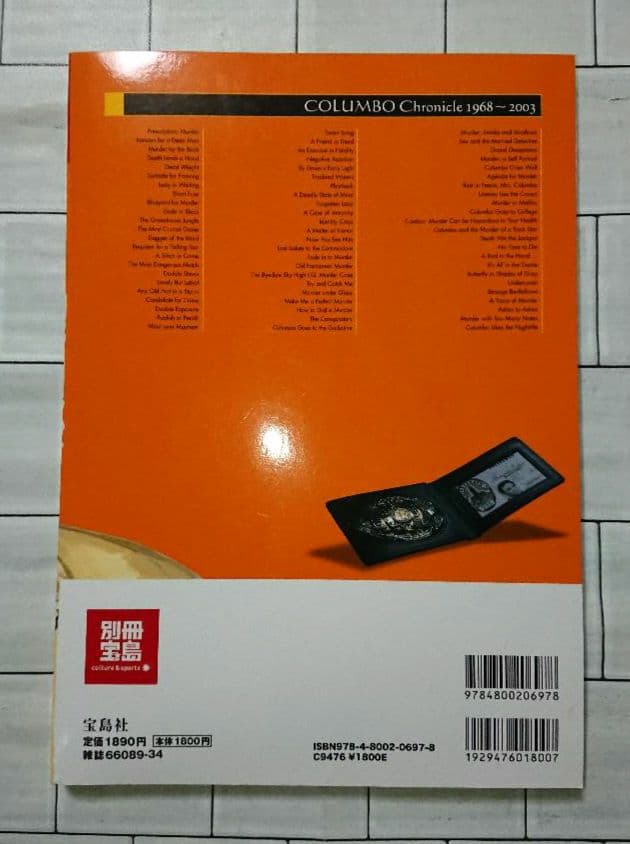 COLUMBO Chronicle 1968～2003
Prescription: Murder
Ransom for a Dead Man
Murder by the Book
Death Lends a Hand
Dead Weight
Suitable for Framing
Lady in Waiting
Short Fuse
Blueprint for Murder
Etude in Black
The Greenhouse Jungle
The Most Crucial Game
Dagger of the Mind
Requiem for a Falling Star
A Stitch in Crime
The Most Dangerous Match
Double Shock
Lovely But Lethal
Any Old Port in a Storm
Candidate for Crime
Double Exposure
Publish or Perish
Mind over Mayhem
Swan Song
A Friend in Deed
An Exercise in Fatality
Negative Reaction
By Dawn's Early Light
Troubled Waters
Playback
A Deadly State of Mind
Forgotten Lady
A Case of Immunity
Identity Crisis
A Matter of Honor
Now You See Him
Last Salute to the Commodore
Fade in to Murder
Old Fashioned Murder
The Bye-Bye Sky High I.Q. Murder Case
Try and Catch Me
Murder under Glass
Make Me a Perfect Murder
How to Dial a Murder
The Conspirators
Columbo Goes to the Guillotine
Murder, Smoke and Shadows
Sex and the Married Detective
Grand Deceptions
Murder, a Self Portrait
Columbo Cries Wolf
Agenda for Murder
Rest in Peace, Mrs. Columbo
Uneasy Lies the Crown
Murder in Malibu
Columbo Goes to College
Caution: Murder Can be Hazardous to Your Health
Columbo and the Murder of a Rock Star
Death Hits the Jackpot
No Time to Die
A Bird in the Hand...
It's All in the Game
Butterfly in Shades of Grey
Undercover
Strange Bedfellows
A Trace of Murder
Ashes to Ashes
Murder with Too Many Notes
Columbo Likes the Nightlife
別冊
宝島
culture & sports
宝島社
定価1890円 本体1800円
雑誌66089-34
ISBN978-4-8002-0697-8
C9476 ¥1800E
9784800206978
1929476018007